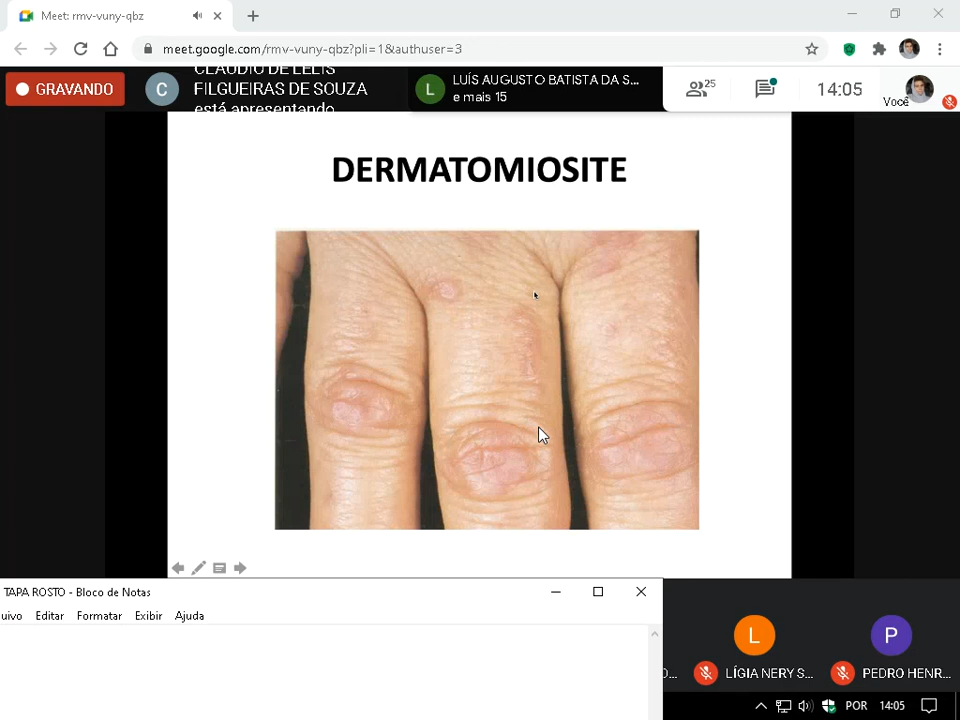 Meet: rmv-vuny-qbz
meet.google.com/rmv-vuny-qbz?pli=1&authuser=3
GRAVANDO
C
CLAUDIO DE LELIS
FILGUEIRAS DE SOUZA
está apresentando
L
LUÍS AUGUSTO BATISTA DA S...
e mais 15
25
14:05
Você
DERMATOMIOSITE
TAPA ROSTO - Bloco de Notas
uivo Editar Formatar Exibir Ajuda
L
P
O...
LÍGIA NERY S...
PEDRO HENR...
POR
14:05